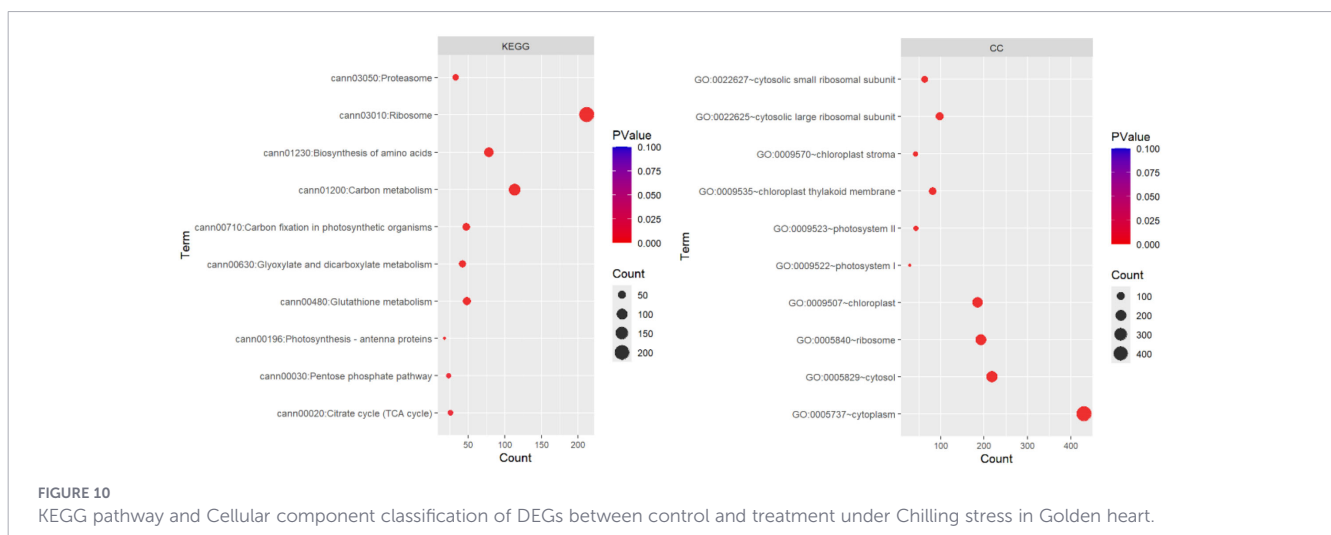 KEGG
cann03050:Proteasome
cann03010:Ribosome
cann01230:Biosynthesis of amino acids
cann01200:Carbon metabolism
cann00710:Carbon fixation in photosynthetic organisms
cann00630:Glyoxylate and dicarboxylate metabolism
cann00480:Glutathione metabolism
cann00196:Photosynthesis - antenna proteins
cann00030:Pentose phosphate pathway
cann00020:Citrate cycle (TCA cycle)
Term
50 100 150 200
Count
PValue
0.100
0.075
0.050
0.025
0.000
Count
50
100
150
200
CC
GO:0022627~cytosolic small ribosomal subunit
GO:0022625~cytosolic large ribosomal subunit
GO:0009570~chloroplast stroma
GO:0009535~chloroplast thylakoid membrane
GO:0009523~photosystem II
GO:0009522~photosystem I
GO:0009507~chloroplast
GO:0005840~ribosome
GO:0005829~cytosol
GO:0005737~cytoplasm
Term
100 200 300 400
Count
PValue
0.100
0.075
0.050
0.025
0.000
Count
100
200
300
400
FIGURE 10
KEGG pathway and Cellular component classification of DEGs between control and treatment under Chilling stress in Golden heart.